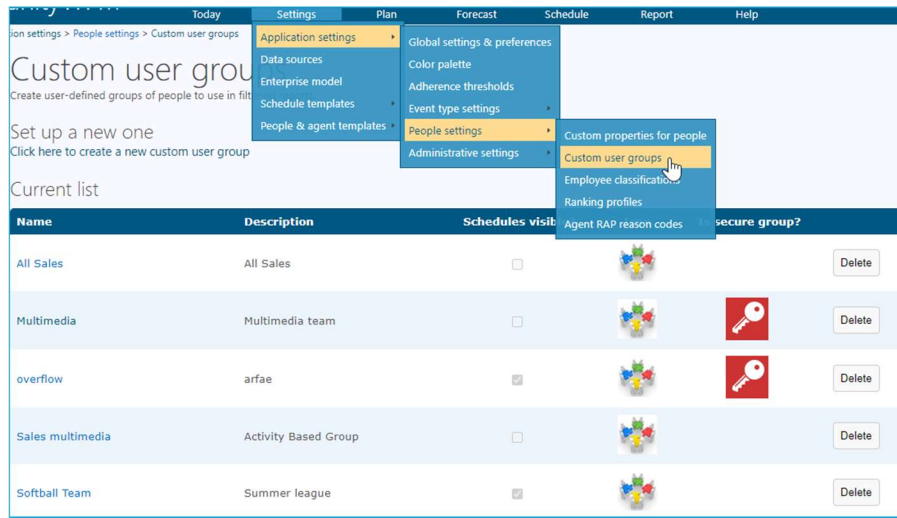 Today Settings Plan Forecast Schedule Report Help
settings > People settings > Custom user groups
Application settings
Data sources
Enterprise model
Schedule templates
People & agent templates
Global settings & preferences
Color palette
Adherence thresholds
Event type settings
People settings
Administrative settings
Custom properties for people
Custom user groups
Employee classifications
Ranking profiles
Agent RAP reason codes
Custom user
Create user-defined groups of people to use in
Set up a new one
Click here to create a new custom user group
Current list
Name Description Schedules secure group?
All Sales All Sales Delete
Multimedia Multimedia team Delete
overflow arfae Delete
Sales multimedia Activity Based Group Delete
Softball Team Summer league Delete